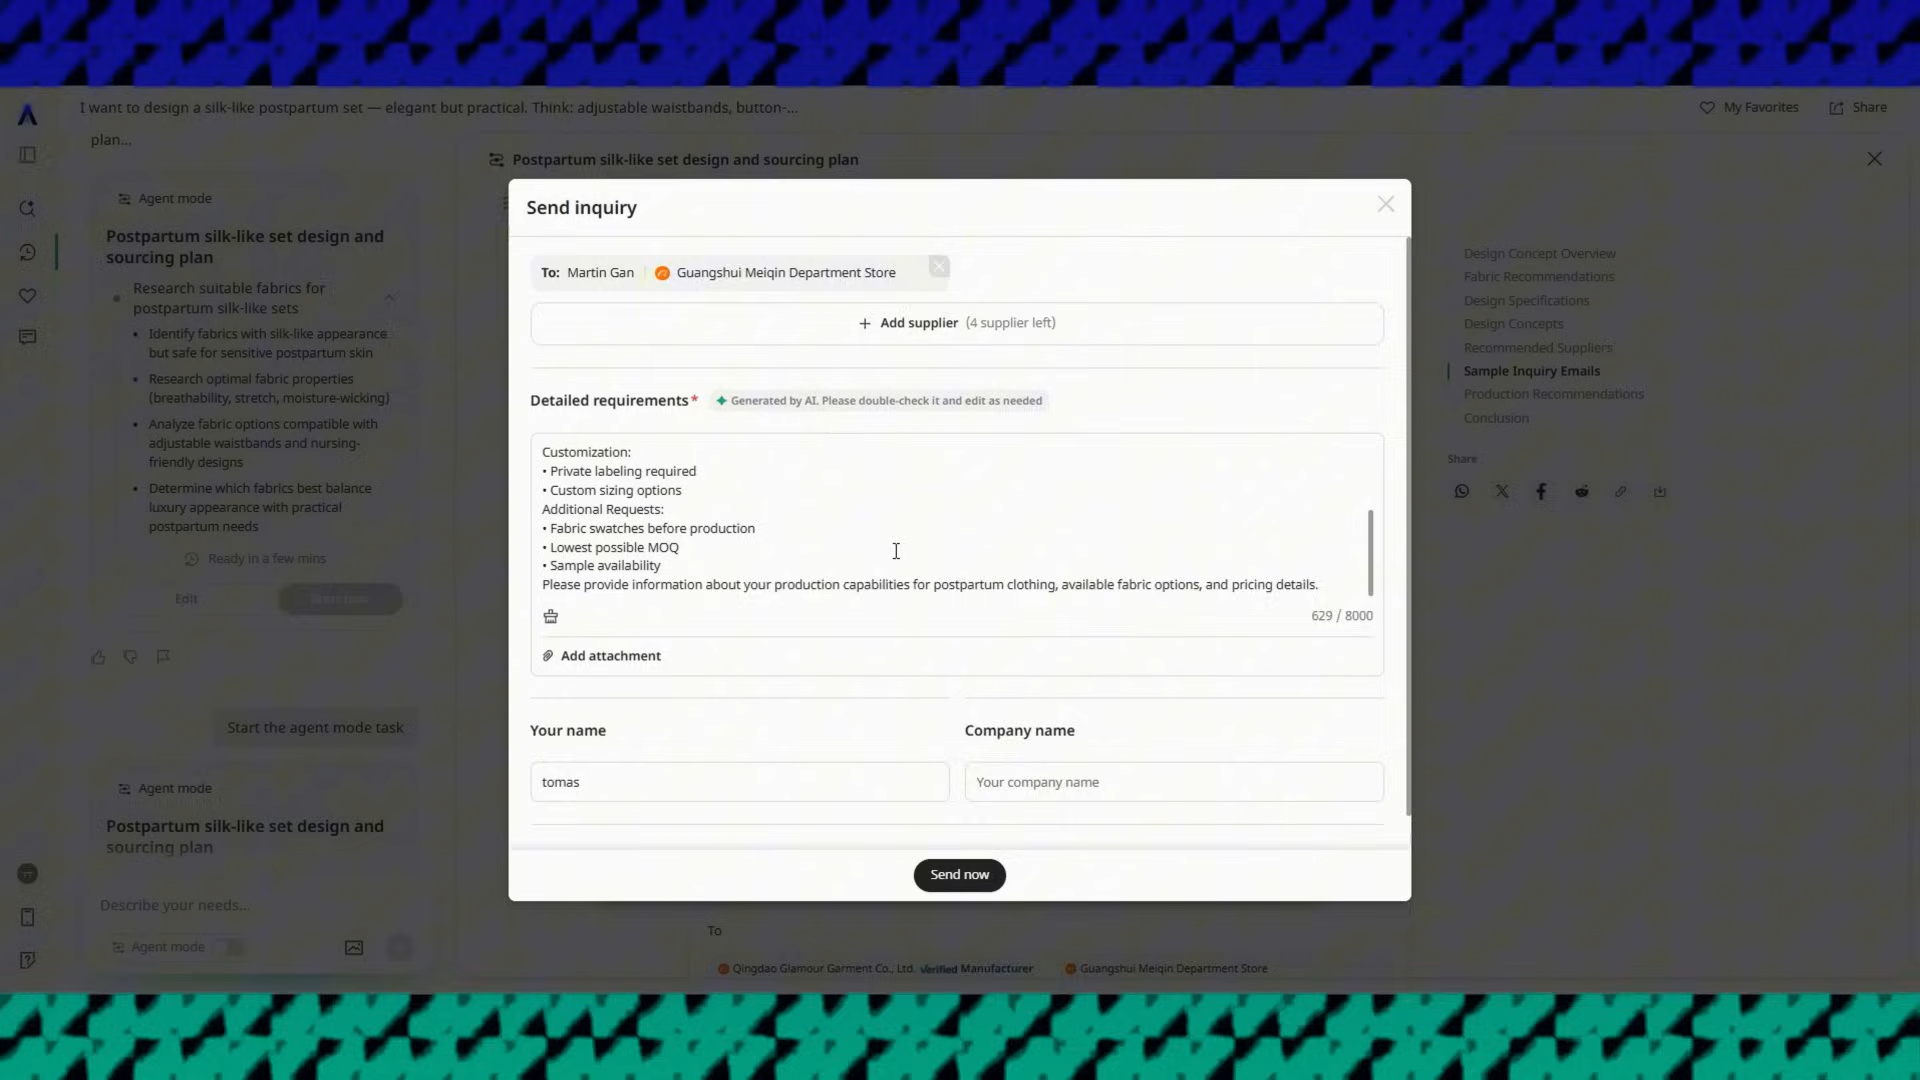 I want to design a silk-like postpartum set — elegant but practical. Think: adjustable waistbands, button-...
My Favorites
Share
plan...
Agent mode
Postpartum silk-like set design and
sourcing plan
Research suitable fabrics for
postpartum silk-like sets
• Identify fabrics with silk-like appearance
but safe for sensitive postpartum skin
• Research optimal fabric properties
(breathability, stretch, moisture-wicking)
• Analyze fabric options compatible with
adjustable waistbands and nursing-
friendly designs
• Determine which fabrics best balance
luxury appearance with practical
postpartum needs
Ready in a few mins
Edit
Start the agent mode task
Agent mode
Postpartum silk-like set design and
sourcing plan
Describe your needs...
Agent mode
Postpartum silk-like set design and sourcing plan
Send inquiry
To: Martin Gan
Guangshui Meiqin Department Store
+ Add supplier (4 supplier left)
Detailed requirements*
Generated by AI. Please double-check it and edit as needed
Customization:
• Private labeling required
• Custom sizing options
Additional Requests:
• Fabric swatches before production
• Lowest possible MOQ
• Sample availability
Please provide information about your production capabilities for postpartum clothing, available fabric options, and pricing details.
629 / 8000
Add attachment
Your name
Company name
tomas
Your company name
Send now
To
Qingdao Glamour Garment Co., Ltd. Verified Manufacturer
Guangshui Meiqin Department Store
Design Concept Overview
Fabric Recommendations
Design Specifications
Design Concepts
Recommended Suppliers
Sample Inquiry Emails
Production Recommendations
Conclusion
Share